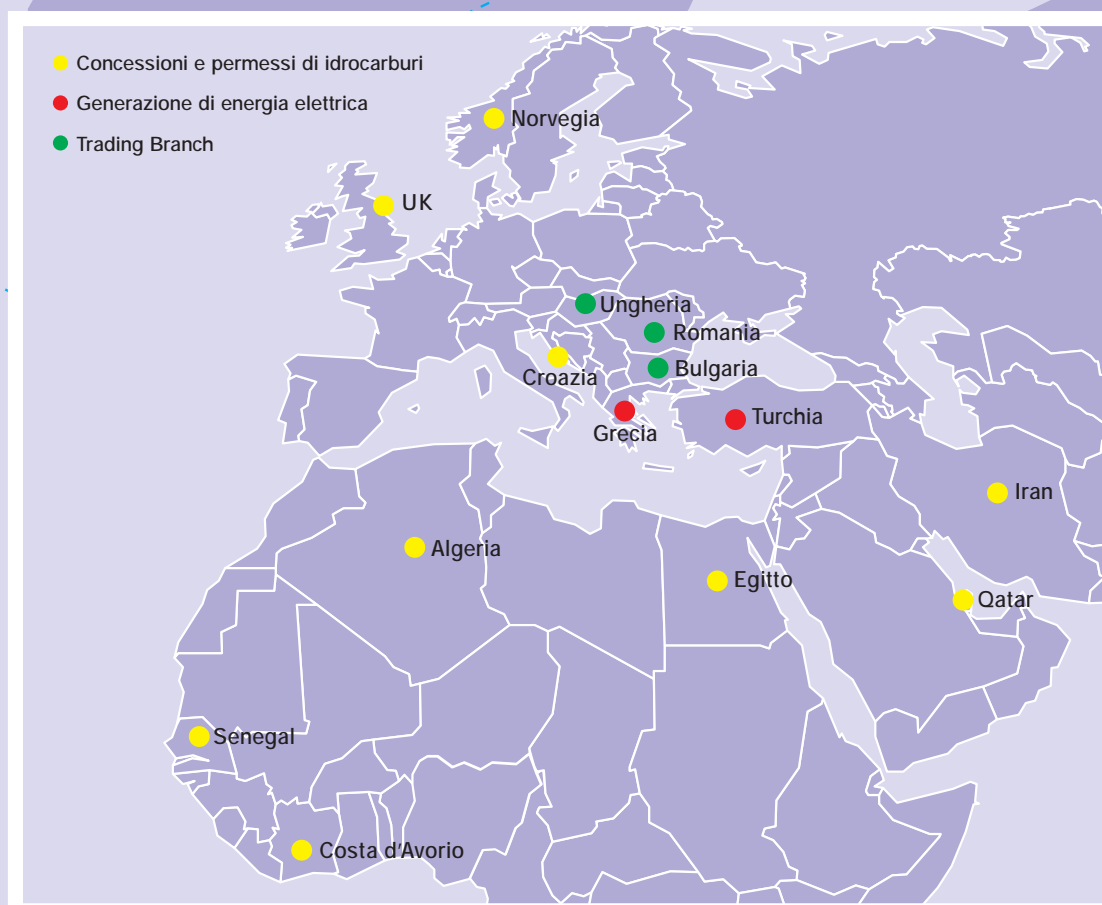 Concessioni e permessi di idrocarburi
Generazione di energia elettrica
Trading Branch
Norvegia
UK
Ungheria
Romania
Bulgaria
Croazia
Turchia
Grecia
Iran
Algeria
Egitto
Qatar
Senegal
Costa d'Avorio